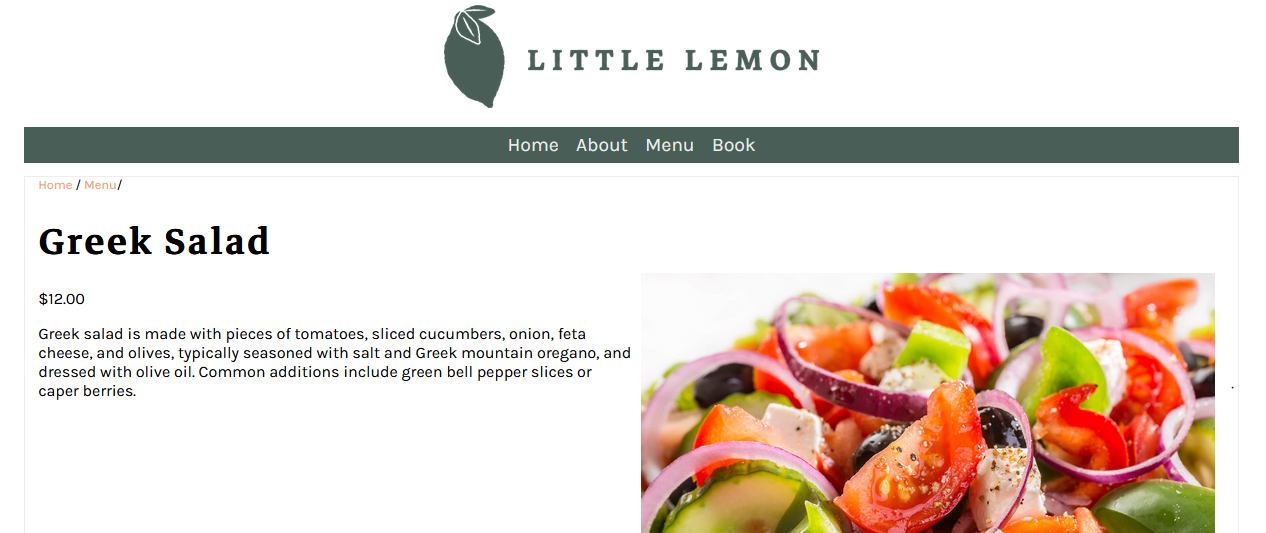 LITTLE LEMON
Home About Menu Book
Home / Menu/
Greek Salad
$12.00
Greek salad is made with pieces of tomatoes, sliced cucumbers, onion, feta
cheese, and olives, typically seasoned with salt and Greek mountain oregano, and
dressed with olive oil. Common additions include green bell pepper slices or
caper berries.